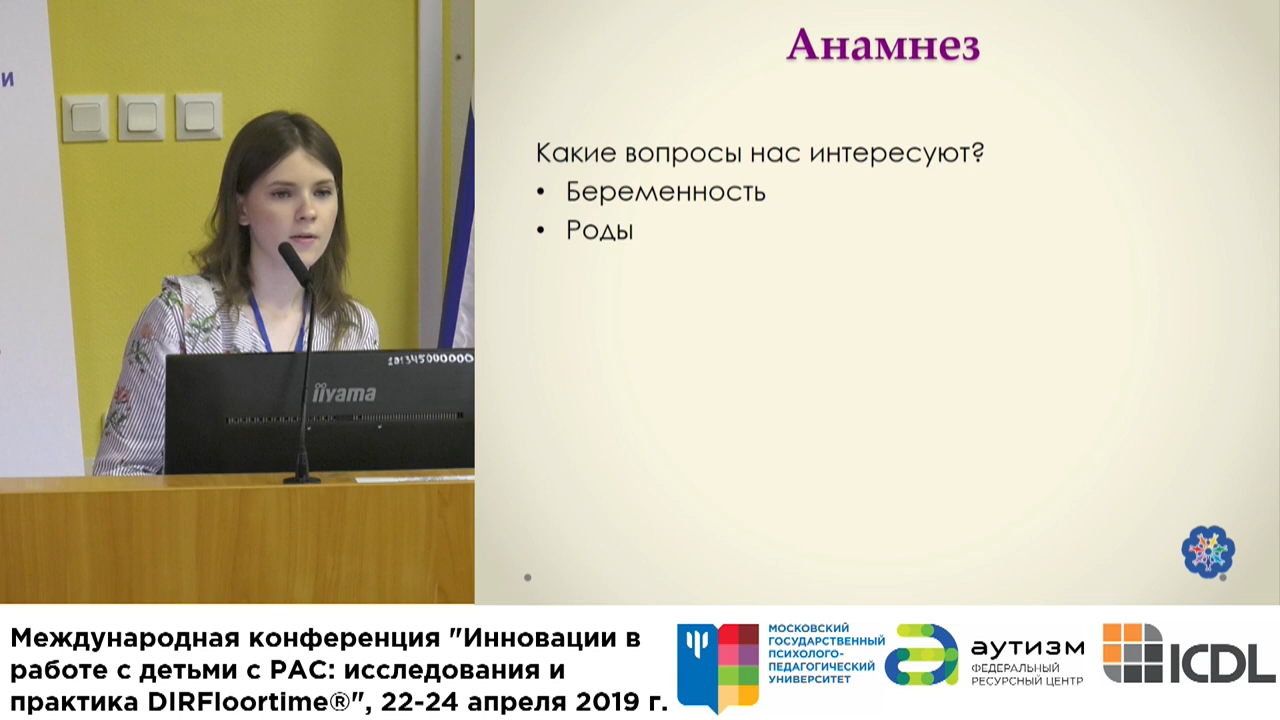 и
Анамнез
Какие вопросы нас интересуют?
• Беременность
• Роды
iiyama
Международная конференция "Инновации в
работе с детьми с РАС: исследования и
практика DIRFloortime®", 22-24 апреля 2019 г.
МОСКОВСКИЙ
ГОСУДАРСТВЕННЫЙ
ПСИХОЛОГО-
ПЕДАГОГИЧЕСКИЙ
УНИВЕРСИТЕТ
аутизм
ФЕДЕРАЛЬНЫЙ
РЕСУРСНЫЙ ЦЕНТР
ICDL